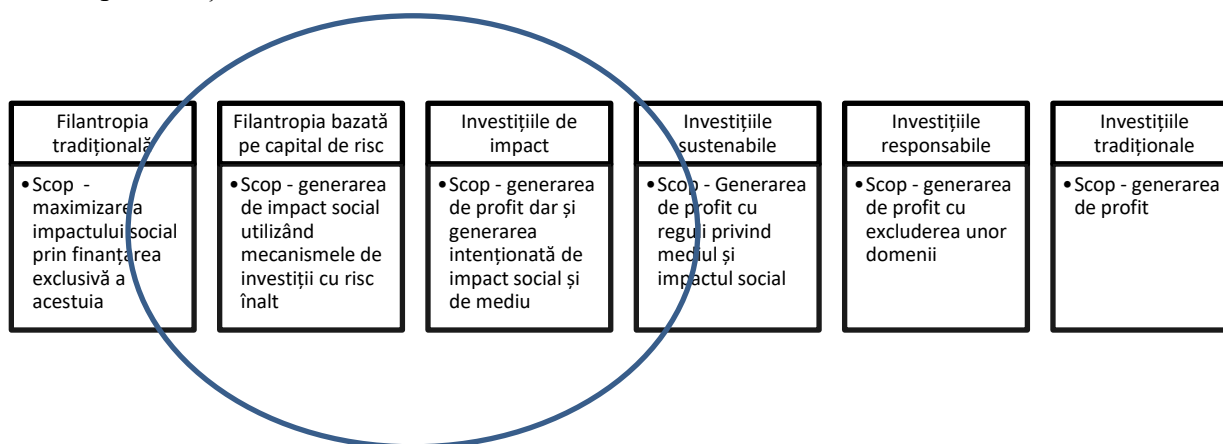 Filantropia
tradițională
•Scop -
maximizarea
impactului social
prin finanțarea
exclusivă a
acestuia
Filantropia bazată
pe capital de risc
•Scop - generarea
de impact social
utilizând
mecanismele de
investiții cu risc
înalt
Investițiile de
impact
•Scop - generarea
de profit dar și
generarea
intenționată de
impact social și
de mediu
Investițiile
sustenabile
•Scop - Generarea
de profit cu
reguli privind
mediul și
impactul social
Investițiile
responsabile
•Scop - generarea
de profit cu
excluderea unor
domenii
Investițiile
tradiționale
•Scop - generarea
de profit